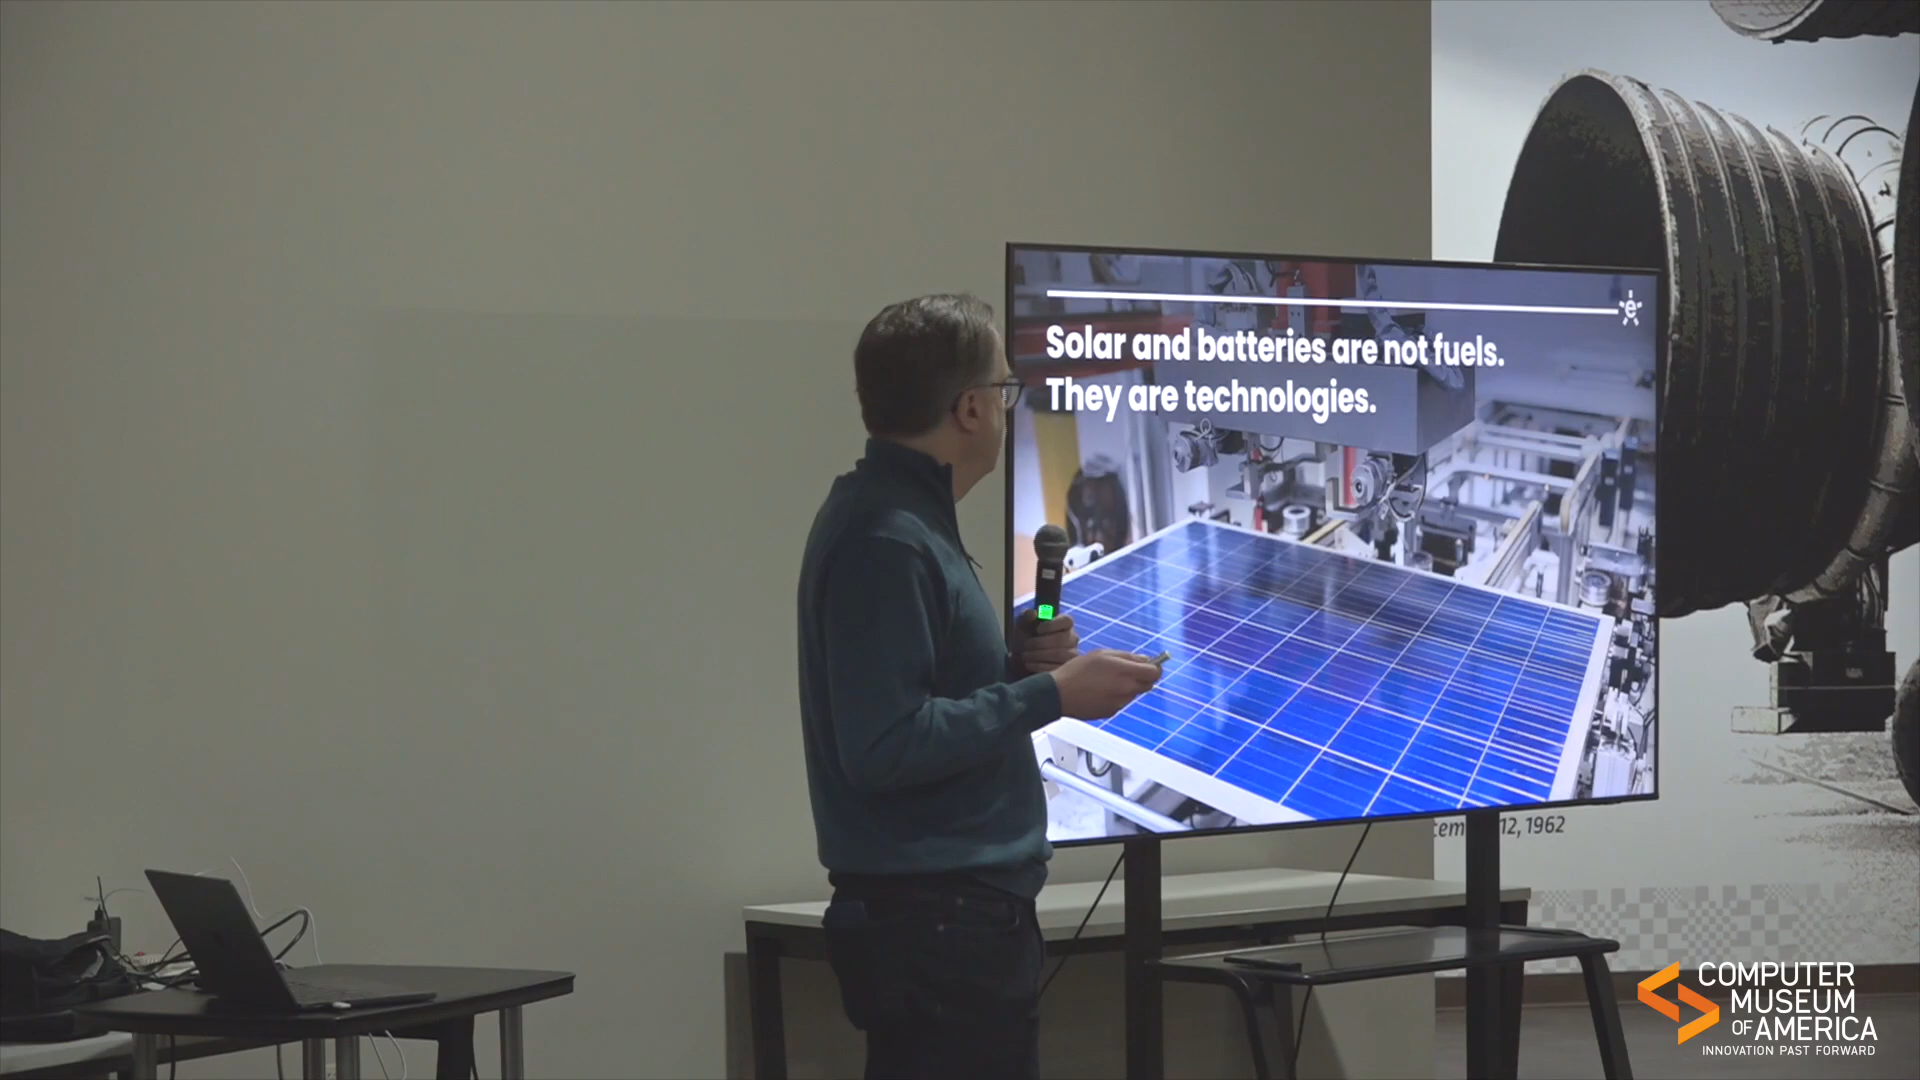 Solar and batteries are not fuels.
They are technologies.
e
12, 1962
COMPUTER
MUSEUM
OF AMERICA
INNOVATION PAST FORWARD